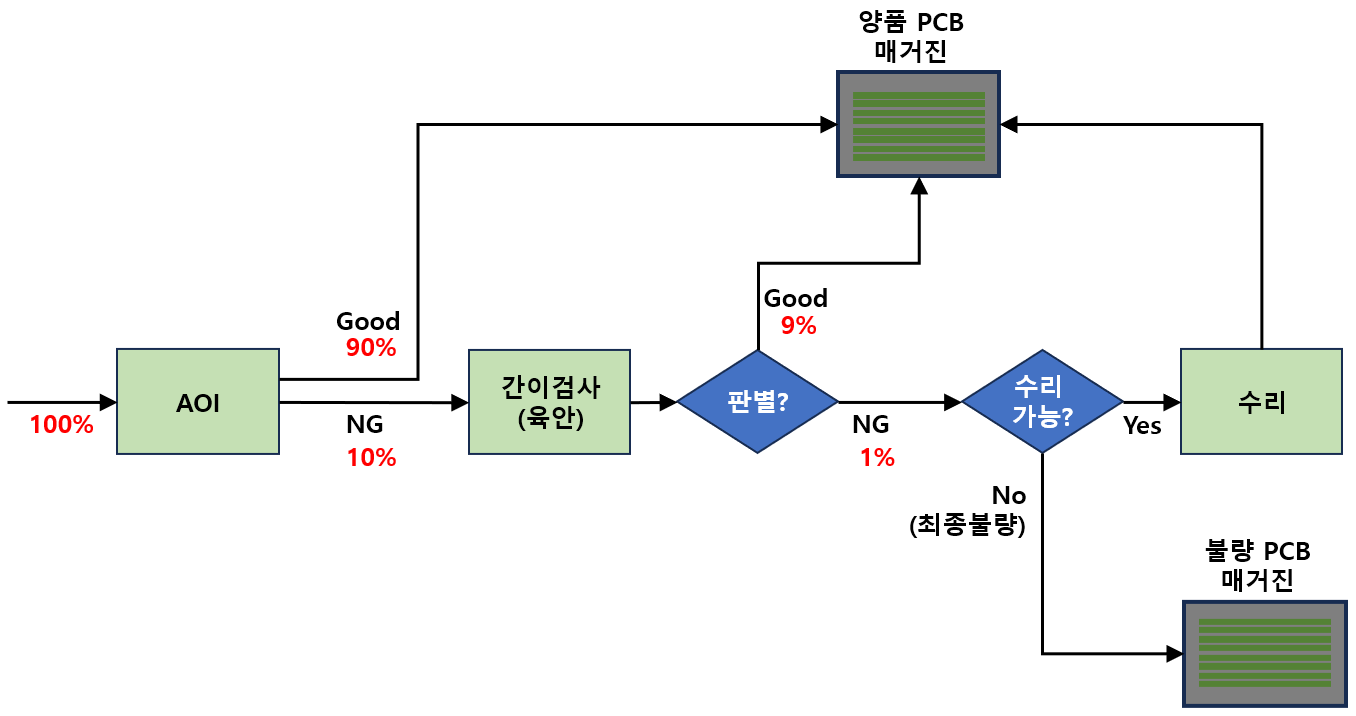 양품 PCB
매거진
Good
90%
Good
9%
AOI
100%
NG
10%
간이검사
(육안)
판별?
NG
1%
수리
가능?
Yes
수리
No
(최종불량)
불량 PCB
매거진